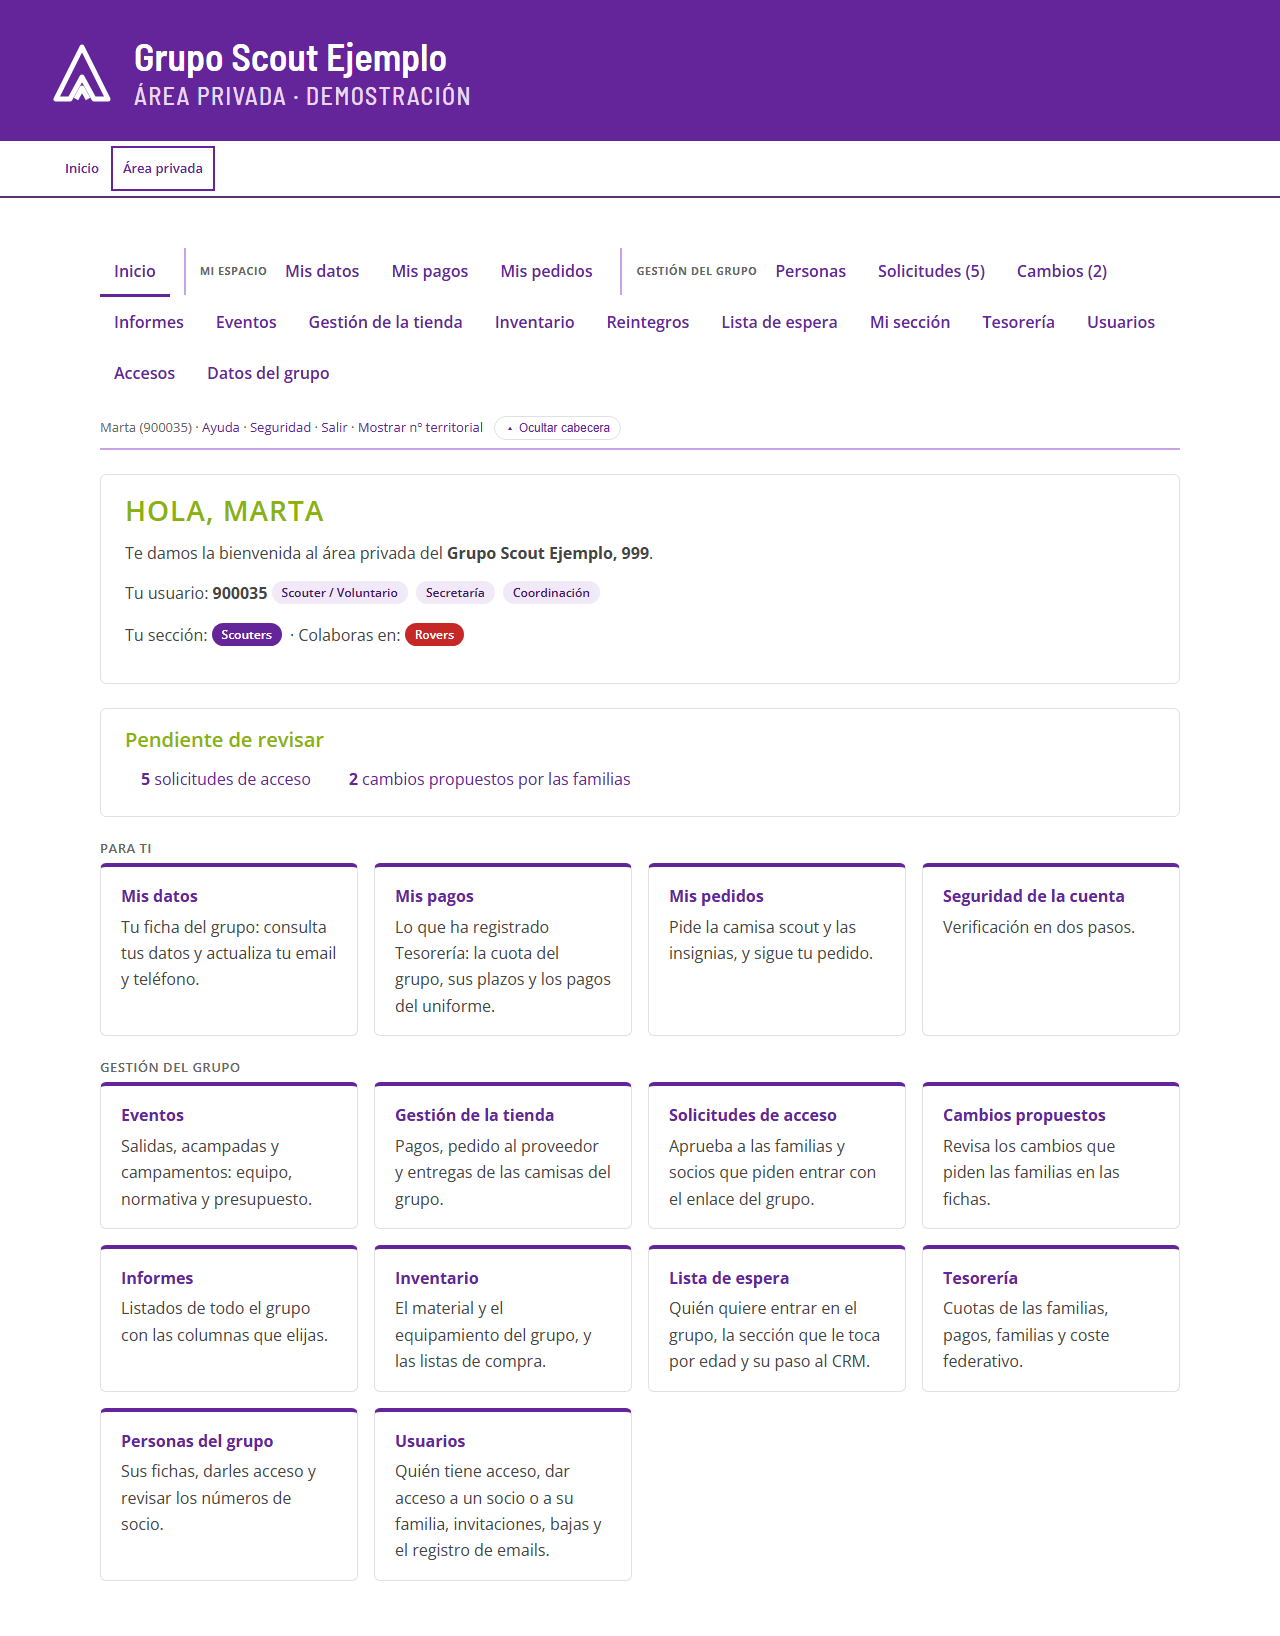 Grupo Scout Ejemplo
ÁREA PRIVADA · DEMOSTRACIÓN
Inicio Área privada
Inicio MI ESPACIO Mis datos Mis pagos Mis pedidos GESTIÓN DEL GRUPO Personas Solicitudes (5) Cambios (2)
Informes Eventos Gestión de la tienda Inventario Reintegros Lista de espera Mi sección Tesorería Usuarios
Accesos Datos del grupo
Marta (900035) · Ayuda · Seguridad · Salir · Mostrar nº territorial ▲ Ocultar cabecera
HOLA, MARTA
Te damos la bienvenida al área privada del Grupo Scout Ejemplo, 999.
Tu usuario: 900035 Scouter / Voluntario Secretaría Coordinación
Tu sección: Scouters · Colaboras en: Rovers
Pendiente de revisar
5 solicitudes de acceso 2 cambios propuestos por las familias
PARA TI
Mis datos
Tu ficha del grupo: consulta
tus datos y actualiza tu email
y teléfono.
Mis pagos
Lo que ha registrado
Tesorería: la cuota del
grupo, sus plazos y los pagos
del uniforme.
Mis pedidos
Pide la camisa scout y las
insignias, y sigue tu pedido.
Seguridad de la cuenta
Verificación en dos pasos.
GESTIÓN DEL GRUPO
Eventos
Salidas, acampadas y
campamentos: equipo,
normativa y presupuesto.
Gestión de la tienda
Pagos, pedido al proveedor
y entregas de las camisas del
grupo.
Solicitudes de acceso
Aprueba a las familias y
socios que piden entrar con
el enlace del grupo.
Cambios propuestos
Revisa los cambios que
piden las familias en las
fichas.
Informes
Listados de todo el grupo
con las columnas que elijas.
Inventario
El material y el
equipamiento del grupo, y
las listas de compra.
Lista de espera
Quién quiere entrar en el
grupo, la sección que le toca
por edad y su paso al CRM.
Tesorería
Cuotas de las familias,
pagos, familias y coste
federativo.
Personas del grupo
Sus fichas, darles acceso y
revisar los números de
socio.
Usuarios
Quién tiene acceso, dar
acceso a un socio o a su
familia, invitaciones, bajas y
el registro de emails.